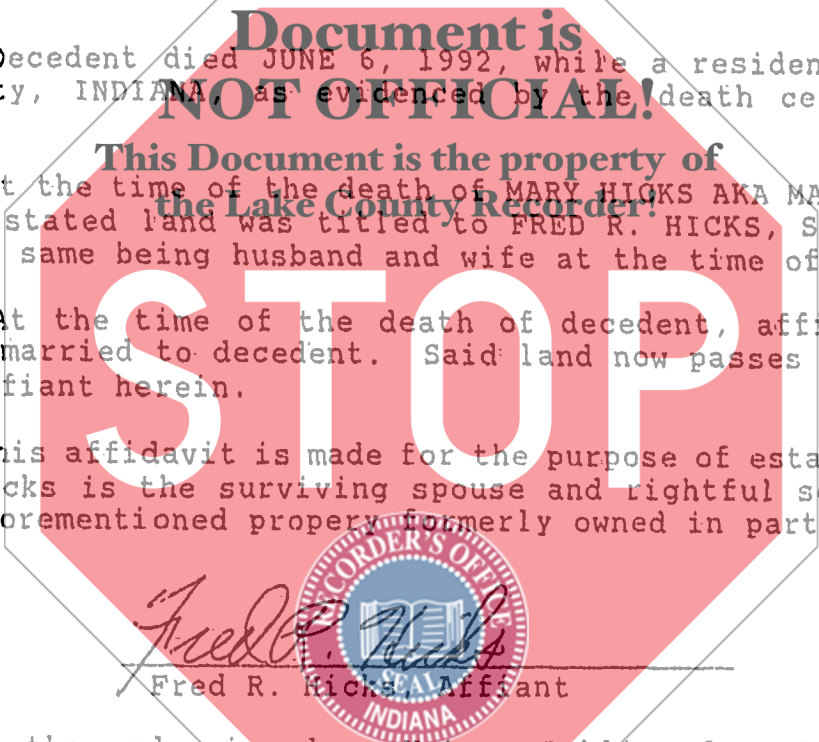 Document is
Decedent died JUNE 6, 1992, while a residen
ty, INDIANA, as evidenced by the death ce
NOT OFFICIAL!
This Document is the property of
t the time of the death of MARY HICKS AKA MA
the Lake County Recorder!
stated land was titled to FRED R. HICKS, S
same being husband and wife at the time of
STOP
At the time of the death of decedent, affi
married to decedent. Said land now passes
fiant herein.
his affidavit is made for the purpose of esta
cks is the surviving spouse and rightful s
orementioned propery formerly owned in part
RECORDER'S OFFICE
SEAL
INDIANA
Fred R. Hicks
Fred R. Hicks, Affiant